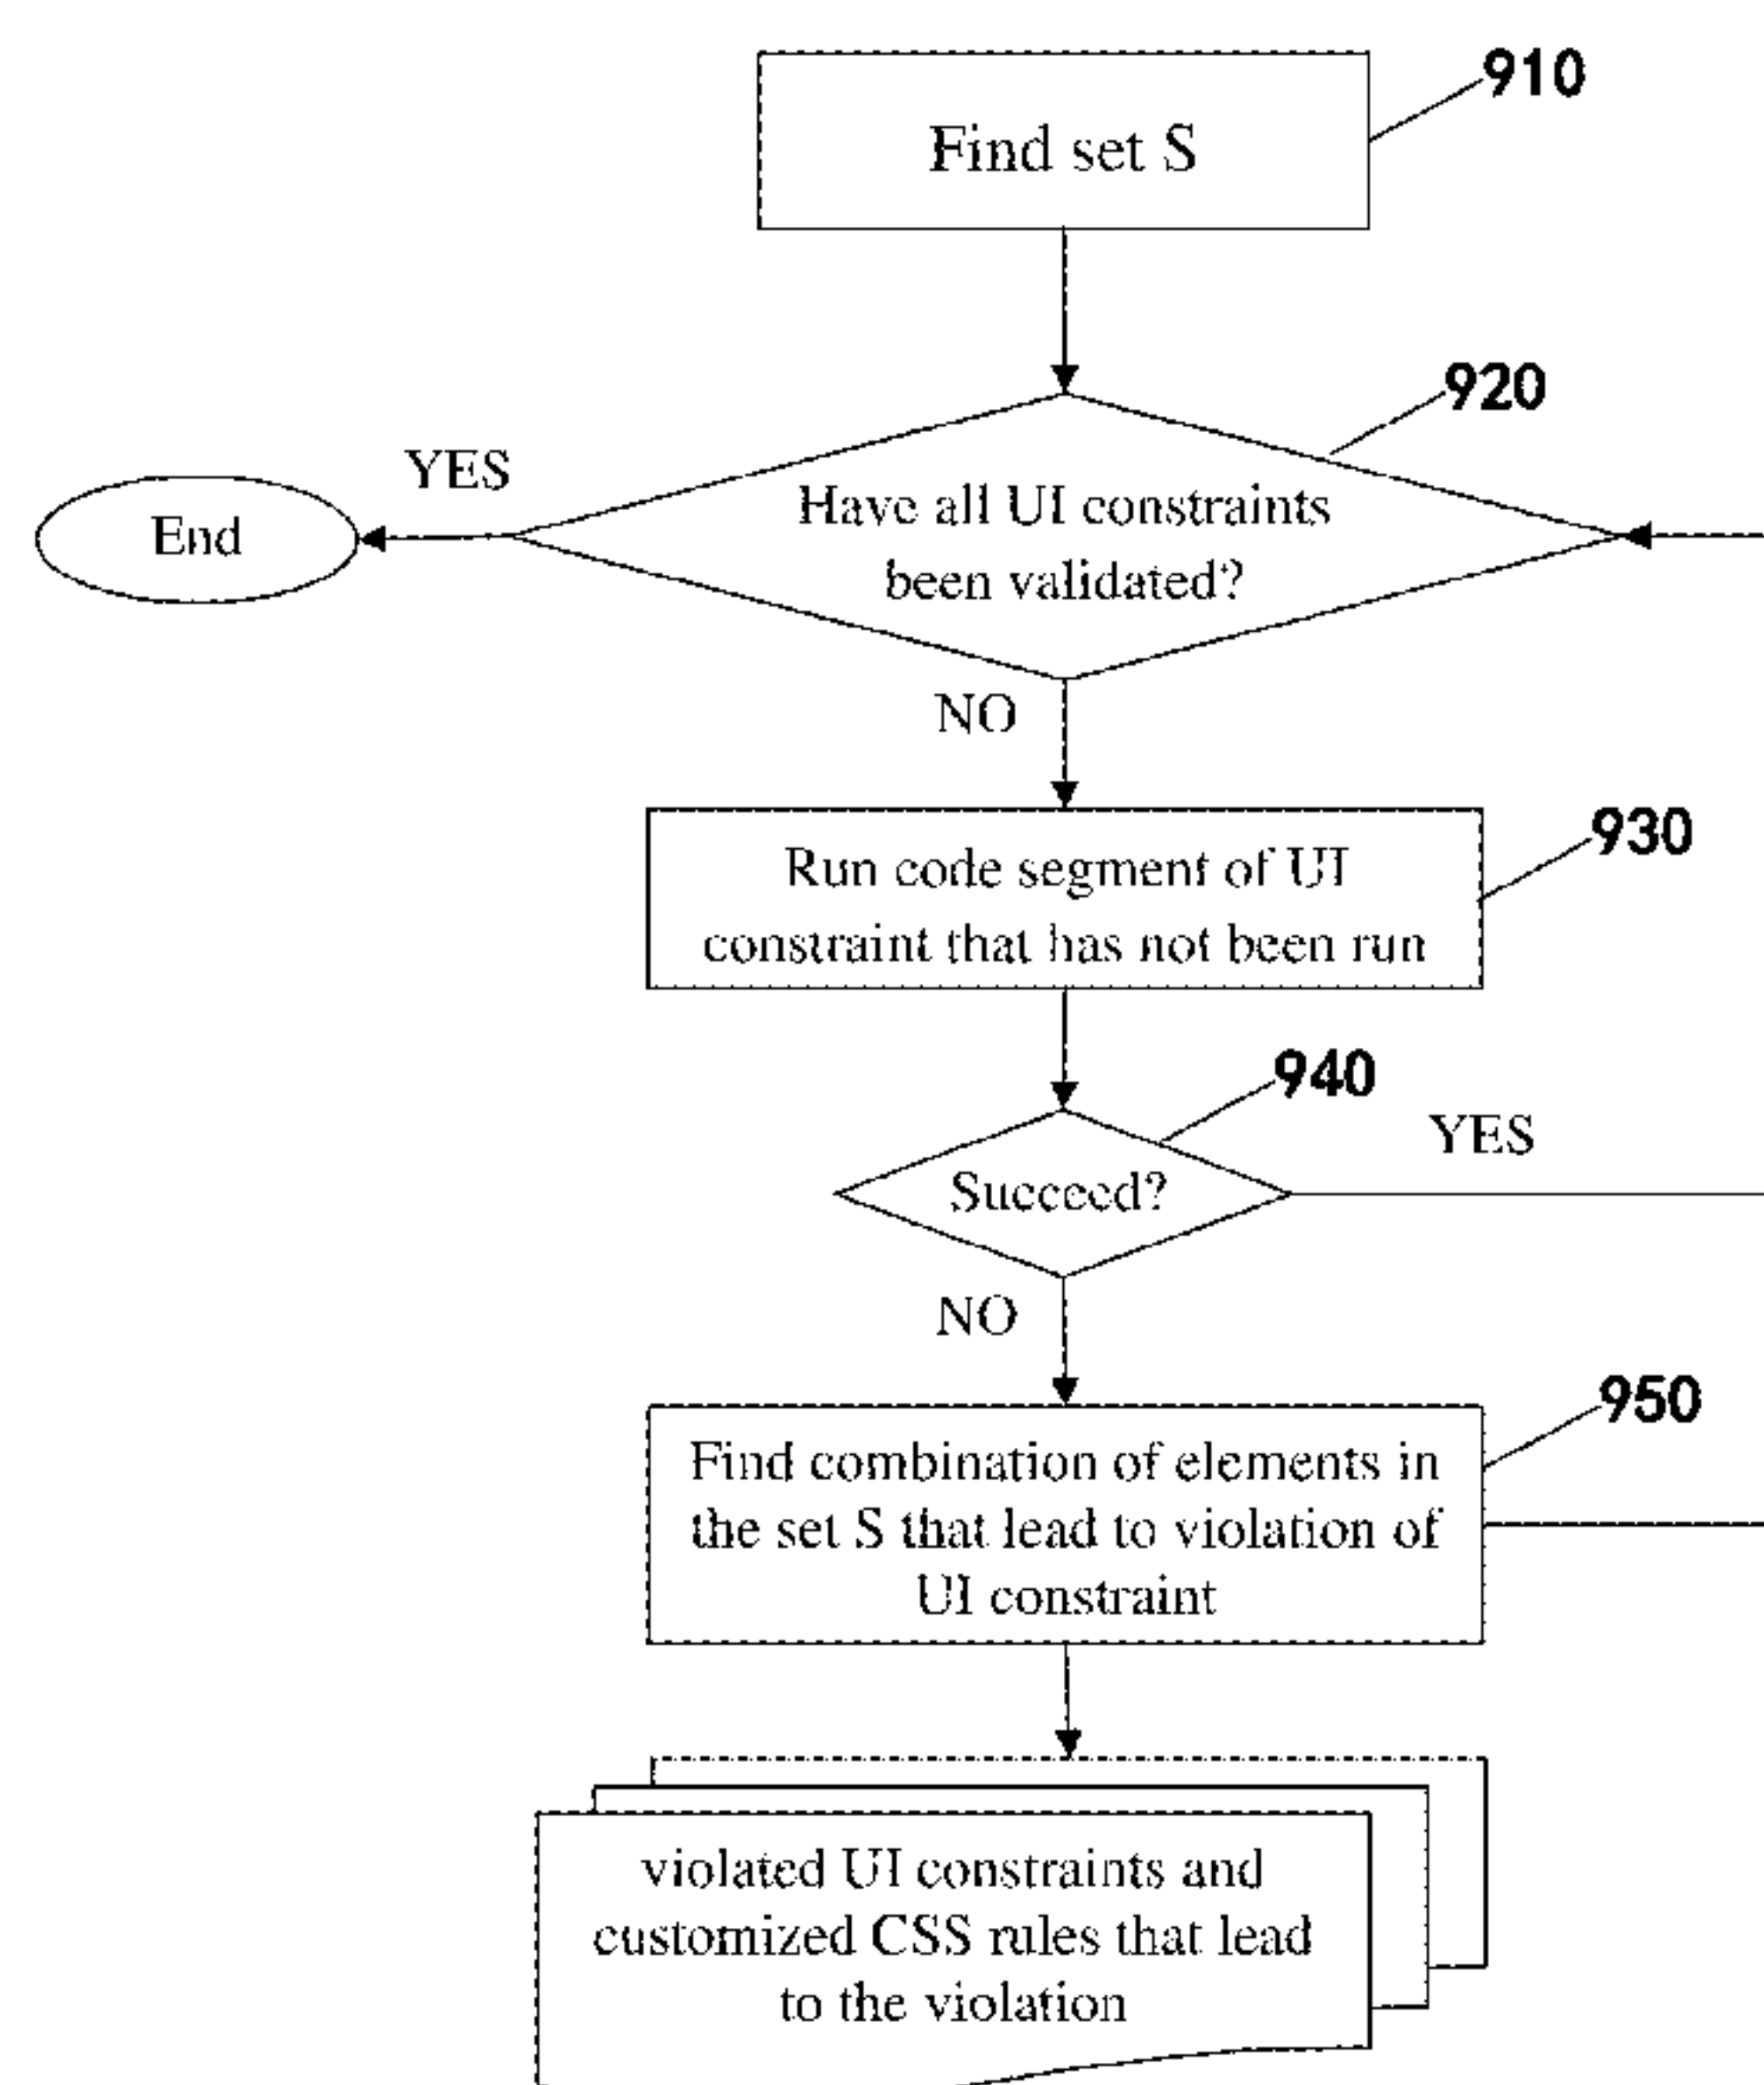 910
Find set S
920
YES
Have all UI constraints
been validated?
End
NO
930
Run code segment of UI
constraint that has not been run
940
YES
Succeed?
NO
950
Find combination of elements in
the set S that lead to violation of
UI constraint
violated UI constraints and
customized CSS rules that lead
to the violation